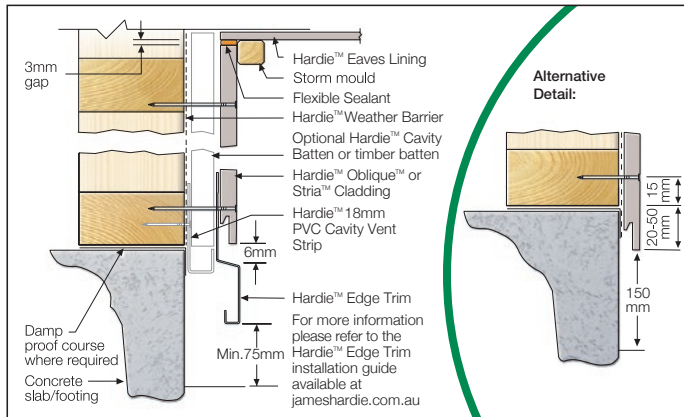 3mm
gap
Hardie™ Eaves Lining
Storm mould
Flexible Sealant
Hardie™ Weather Barrier
Optional Hardie™ Cavity
Batten or timber batten
Hardie™ Oblique™ or
Stria™ Cladding
Hardie™ 18mm
PVC Cavity Vent
Strip
6mm
Hardie™ Edge Trim
For more information
please refer to the
Hardie™ Edge Trim
installation guide
available at
jameshardie.com.au
Min.75mm
Damp
proof course
where required
Concrete
slab/footing
Alternative
Detail:
15
mm
20-50
mm
150
mm